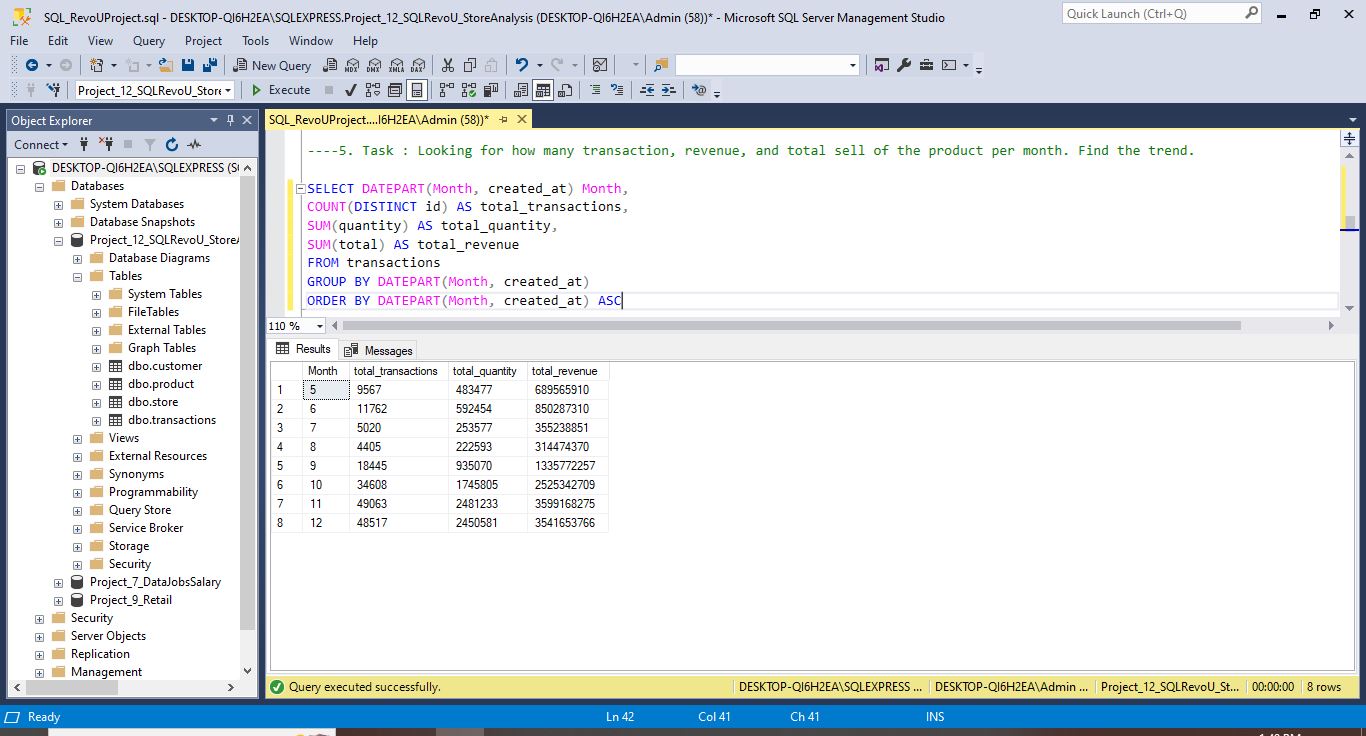 SQL_RevoUProject.sql - DESKTOP-QI6H2EA\SQLEXPRESS.Project_12_SQLRevoU_StoreAnalysis (DESKTOP-QI6H2EA\Admin (58))* - Microsoft SQL Server Management Studio
Quick Launch (Ctrl+Q)
File Edit View Query Project Tools Window Help
New Query MDX DMX XMLA DAX
Project_12_SQLRevoU_Store Execute
Object Explorer
SQL_RevoUProject....I6H2EA\Admin (58))*
Connect
DESKTOP-QI6H2EA\SQLEXPRESS (S
Databases
System Databases
Database Snapshots
Project_12_SQLRevoU_StoreA
Database Diagrams
Tables
System Tables
FileTables
External Tables
Graph Tables
dbo.customer
dbo.product
dbo.store
dbo.transactions
Views
External Resources
Synonyms
Programmability
Query Store
Service Broker
Storage
Security
Project_7_DataJobsSalary
Project_9_Retail
Security
Server Objects
Replication
Management
----5. Task : Looking for how many transaction, revenue, and total sell of the product per month. Find the trend.
SELECT DATEPART(Month, created_at) Month,
COUNT(DISTINCT id) AS total_transactions,
SUM(quantity) AS total_quantity,
SUM(total) AS total_revenue
FROM transactions
GROUP BY DATEPART(Month, created_at)
ORDER BY DATEPART(Month, created_at) ASC
110 %
Results Messages
Month total_transactions total_quantity total_revenue
1 5 9567 483477 689565910
2 6 11762 592454 850287310
3 7 5020 253577 355238851
4 8 4405 222593 314474370
5 9 18445 935070 1335772257
6 10 34608 1745805 2525342709
7 11 49063 2481233 3599168275
8 12 48517 2450581 3541653766
Query executed successfully. DESKTOP-QI6H2EA\SQLEXPRESS ... DESKTOP-QI6H2EA\Admin ... Project_12_SQLRevoU_St... 00:00:00 8 rows
Ready Ln 42 Col 41 Ch 41 INS